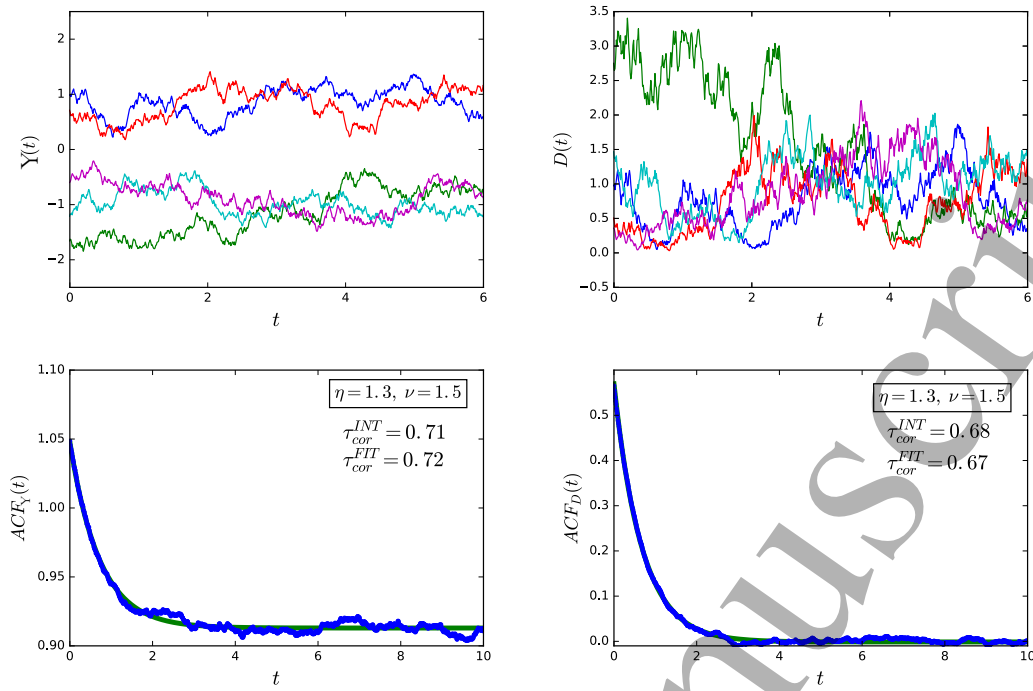 2
1
0
−1
−2
Y(t)
0 2 4 6
t
3.5
3.0
2.5
2.0
1.5
1.0
0.5
0.0
−0.5
D(t)
0 1 2 3 4 5 6
t
1.10
1.05
1.00
0.95
0.90
ACF_Y(t)
η = 1.3, ν = 1.5
τ_cor^INT = 0.71
τ_cor^FIT = 0.72
0 2 4 6 8 10
t
0.5
0.4
0.3
0.2
0.1
0.0
ACF_D(t)
η = 1.3, ν = 1.5
τ_cor^INT = 0.68
τ_cor^FIT = 0.67
0 2 4 6 8 10
t
nuscri